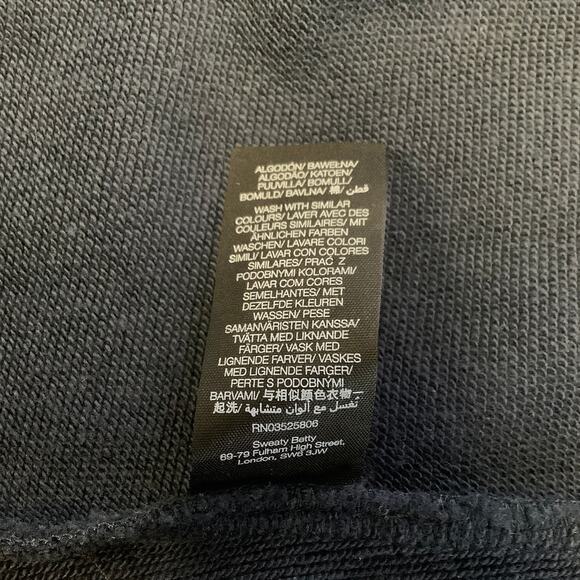 ALGODÓN/ BAWEŁNA/
ALGODÃO/ KATOEN/
PUUVILLA/ BOMULL/
BOMULD/ BAVLNA/ 棉/ قطن
WASH WITH SIMILAR
COLOURS/ LAVER AVEC DES
COULEURS SIMILAIRES/ MIT
ÄHNLICHEN FARBEN
WASCHEN/ LAVARE COLORI
SIMILI/ LAVAR CON COLORES
SIMILARES/ PRAĆ Z
PODOBNYMI KOLORAMI/
LAVAR COM CORES
SEMELHANTES/ MET
DEZELFDE KLEUREN
WASSEN/ PESE
SAMANVÄRISTEN KANSSA/
TVÄTTA MED LIKNANDE
FÄRGER/ VASK MED
LIGNENDE FARVER/ VASKES
MED LIGNENDE FARGER/
PERTE S PODOBNÝMI
BARVAMI/ 与相似颜色衣物一
起洗/ تغسل مع ألوان متشابهة/
RN03525806
Sweaty Betty
69-79 Fulham High Street,
London, SW6 3JW